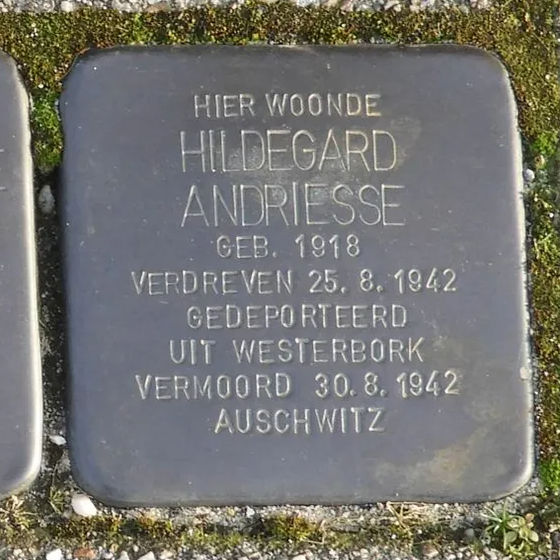 HIER WOONDE
HILDEGARD
ANDRIESSE
GEB. 1918
VERDREVEN 25.8.1942
GEDEPORTEERD
UIT WESTERBORK
VERMOORD 30.8.1942
AUSCHWITZ